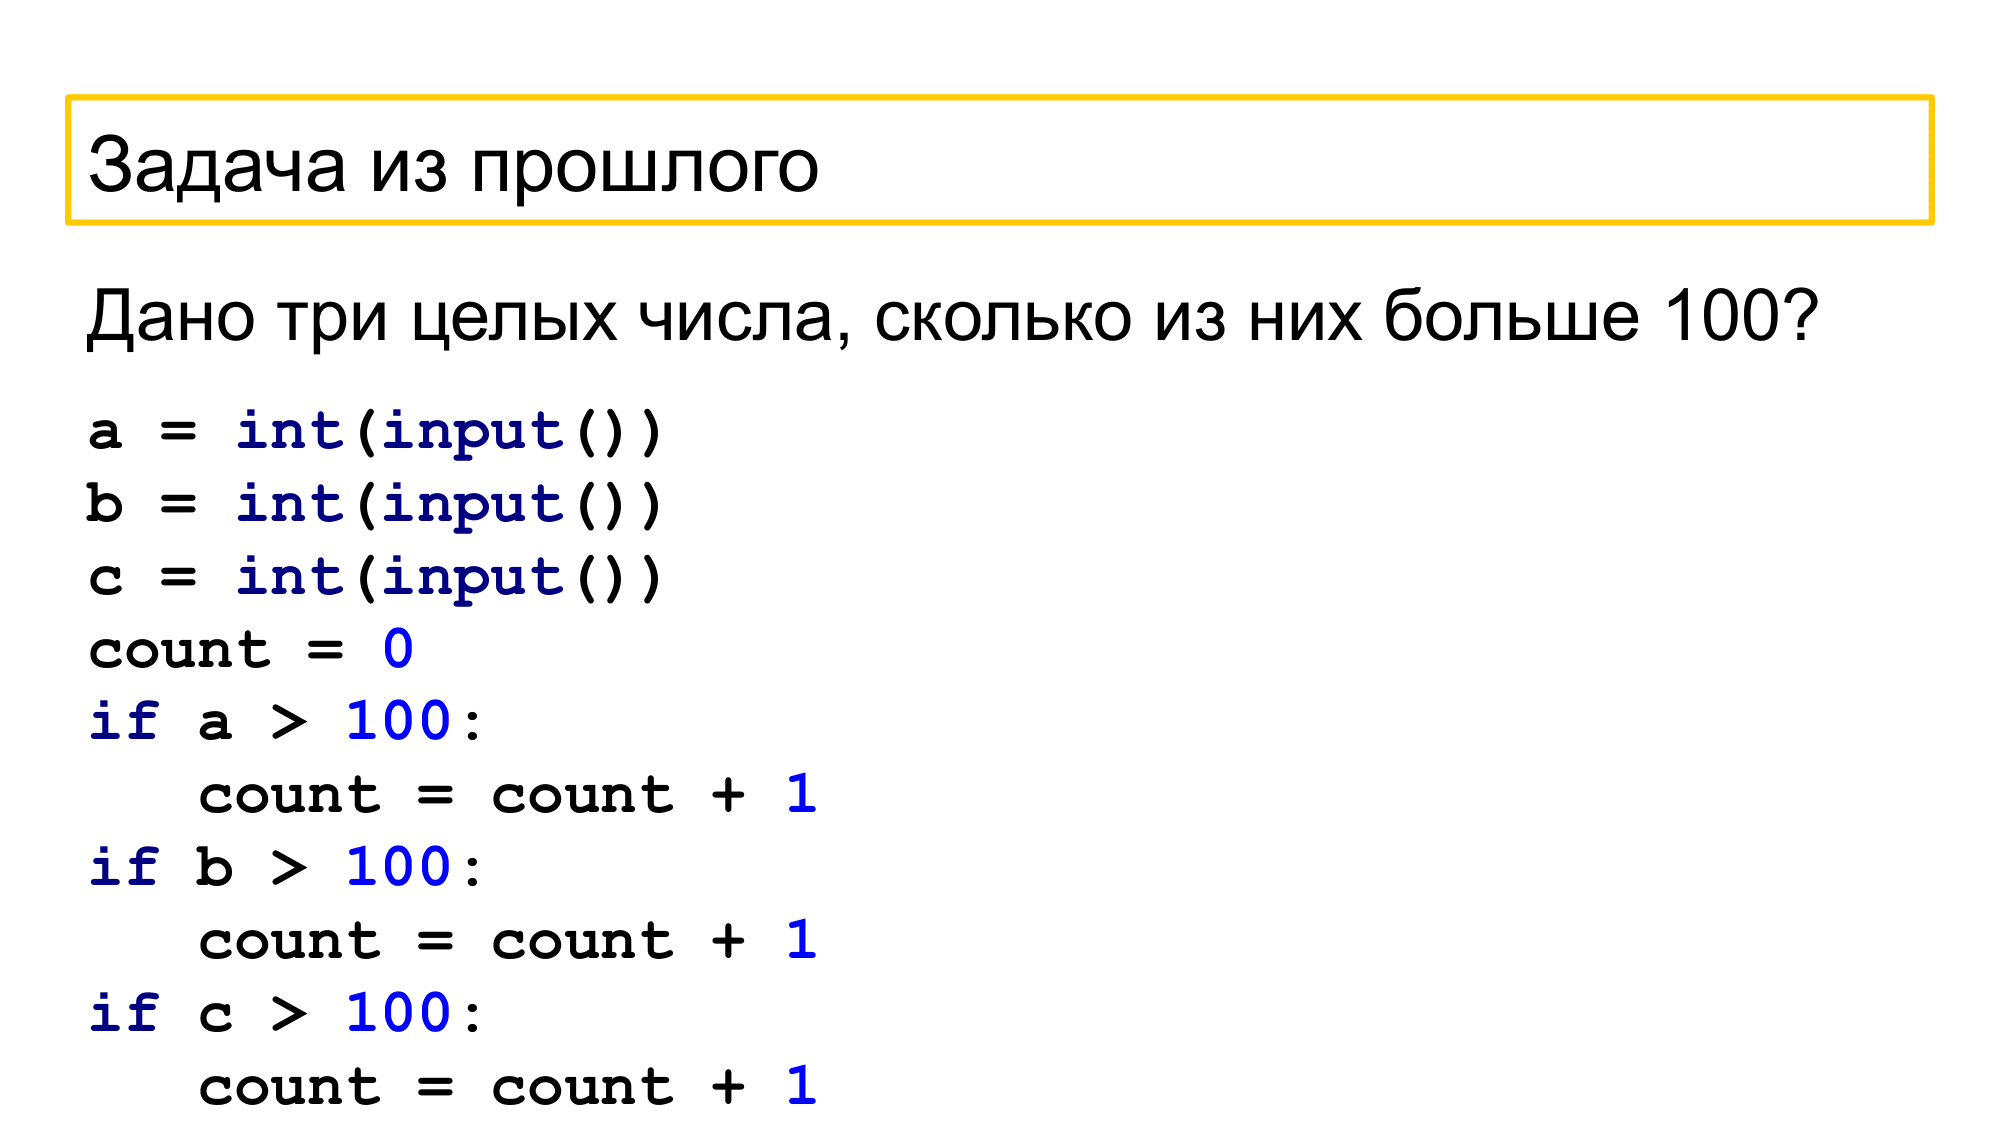 Задача из прошлого
Дано три целых числа, сколько из них больше 100?
a = int(input())
b = int(input())
c = int(input())
count = 0
if a > 100:
   count = count + 1
if b > 100:
   count = count + 1
if c > 100:
   count = count + 1